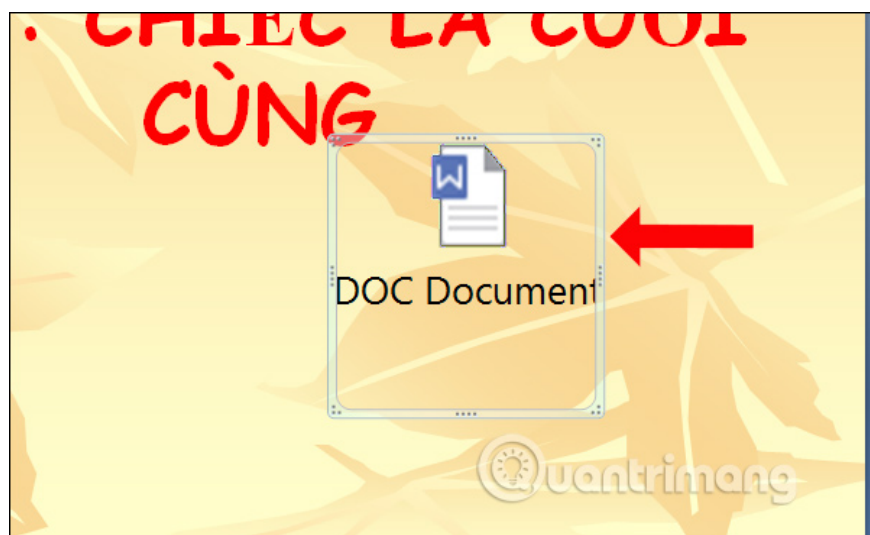 . CHIẾC LÁ CUỐI
CÙNG
W
DOC Document
Quantrimang